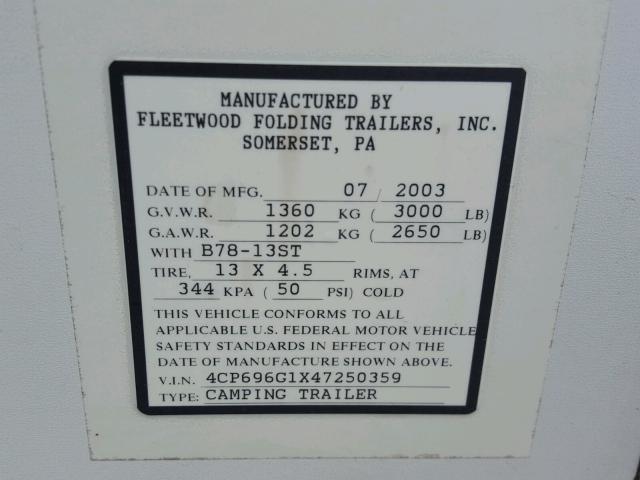 MANUFACTURED BY
FLEETWOOD FOLDING TRAILERS, INC.
SOMERSET, PA
DATE OF MFG. 07 / 2003
G.V.W.R. 1360 KG ( 3000 LB)
G.A.W.R. 1202 KG ( 2650 LB)
WITH B78-13ST
TIRE, 13 X 4.5 RIMS, AT
344 KPA ( 50 PSI) COLD
THIS VEHICLE CONFORMS TO ALL
APPLICABLE U.S. FEDERAL MOTOR VEHICLE
SAFETY STANDARDS IN EFFECT ON THE
DATE OF MANUFACTURE SHOWN ABOVE.
V.I.N. 4CP696G1X47250359
TYPE: CAMPING TRAILER